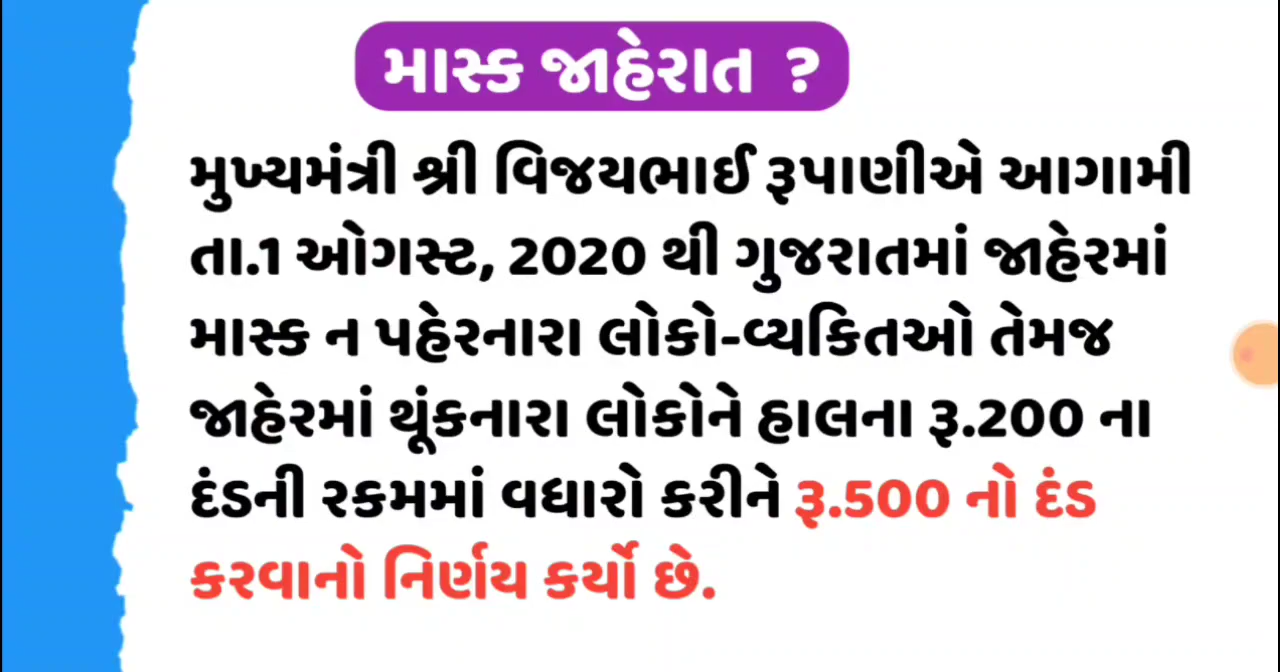 માસ્ક જાહેરાત ?
મુખ્યમંત્રી શ્રી વિજયભાઈ રૂપાણીએ આગામી
તા.1 ઓગસ્ટ, 2020 થી ગુજરાતમાં જાહેરમાં
માસ્ક ન પહેરનારા લોકો-વ્યકિતઓ તેમજ
જાહેરમાં થૂંકનારા લોકોને હાલના રૂ.200 ના
દંડની રકમમાં વધારો કરીને રૂ.500 નો દંડ
કરવાનો નિર્ણય કર્યો છે.